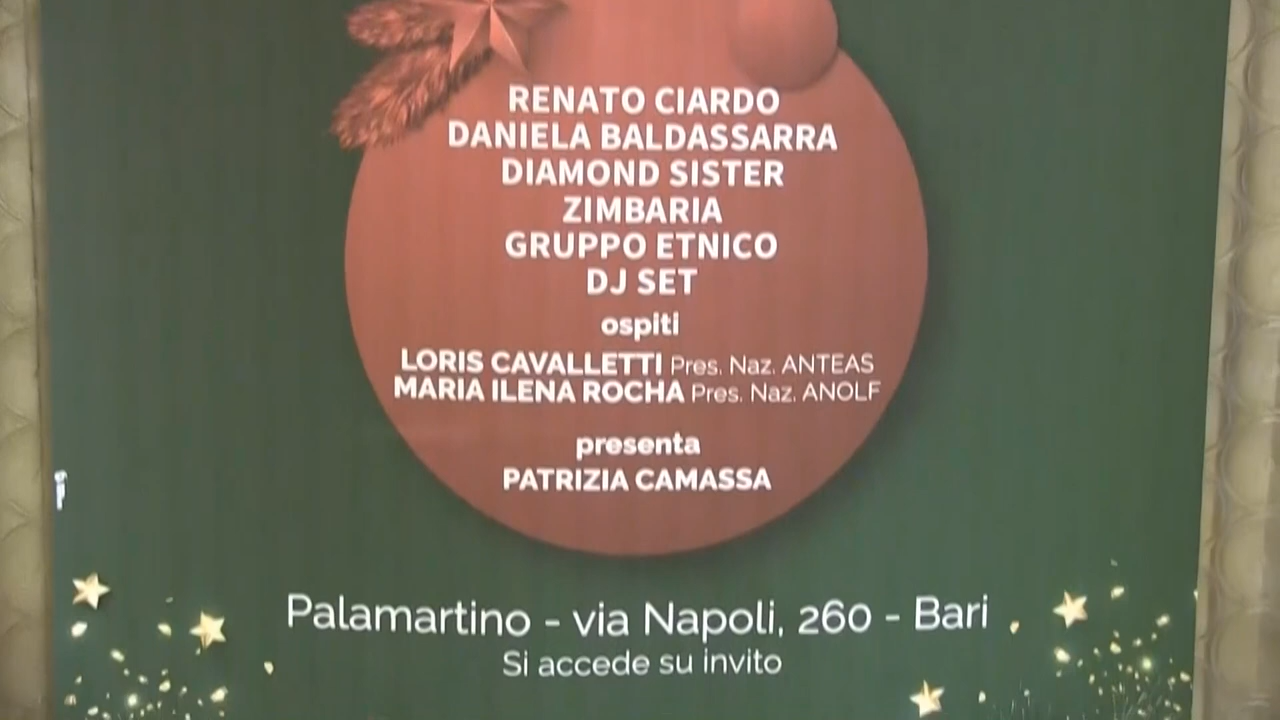 RENATO CIARDO
DANIELA BALDASSARRA
DIAMOND SISTER
ZIMBARIA
GRUPPO ETNICO
DJ SET
ospiti
LORIS CAVALLETTI Pres. Naz. ANTEAS
MARIA ILENA ROCHA Pres. Naz. ANOLF
presenta
PATRIZIA CAMASSA
Palamartino - via Napoli, 260 - Bari
Si accede su invito